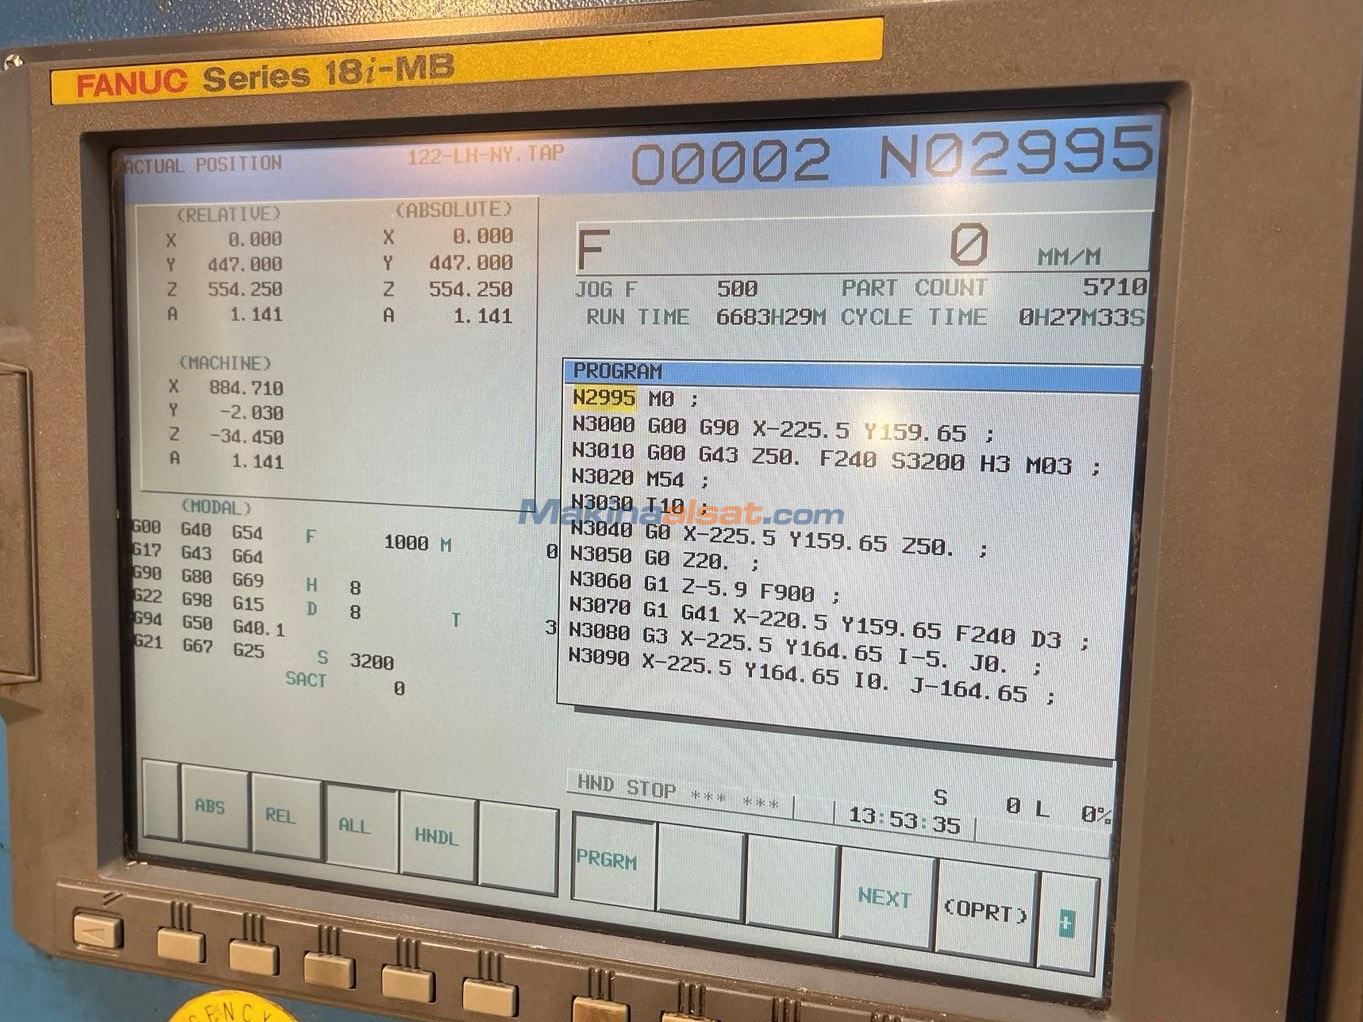 FANUC Series 18i-MB
ACTUAL POSITION 122-LH-NY.TAP O0002 N02995
(RELATIVE) (ABSOLUTE)
X 0.000 X 0.000
Y 447.000 Y 447.000
Z 554.250 Z 554.250
A 1.141 A 1.141
(MACHINE)
X 884.710
Y -2.030
Z -34.450
A 1.141
(MODAL)
G00 G40 G54 F 1000 M 0
G17 G43 G64
G90 G80 G69 H 8
G22 G98 G15 D 8 T 3
G94 G50 G40.1
G21 G67 G25 S 3200
SACT 0
F 0 MM/M
JOG F 500 PART COUNT 5710
RUN TIME 6683H29M CYCLE TIME 0H27M33S
PROGRAM
N2995 M0 ;
N3000 G00 G90 X-225.5 Y159.65 ;
N3010 G00 G43 Z50. F240 S3200 H3 M03 ;
N3020 M54 ;
N3030 I10 ;
N3040 G0 X-225.5 Y159.65 Z50. ;
N3050 G0 Z20. ;
N3060 G1 Z-5.9 F900 ;
N3070 G1 G41 X-220.5 Y159.65 F240 D3 ;
N3080 G3 X-225.5 Y164.65 I-5. J0. ;
N3090 X-225.5 Y164.65 I0. J-164.65 ;
Makinaalsat.com
HND STOP *** *** S 0 L 0%
13:53:35
ABS REL ALL HNDL PRGRM NEXT (OPRT) +
GENCY